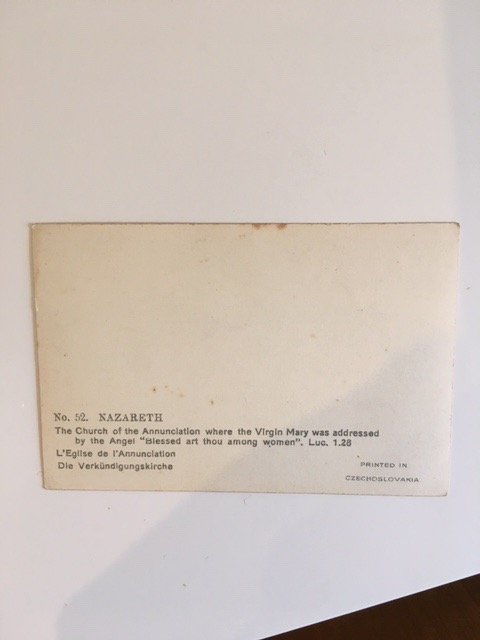 No. 52. NAZARETH
The Church of the Annunciation where the Virgin Mary was addressed
by the Angel "Blessed art thou among women". Luc. 1.28
L'Eglise de l'Annunciation
Die Verkündigungskirche
PRINTED IN
CZECHOSLOVAKIA